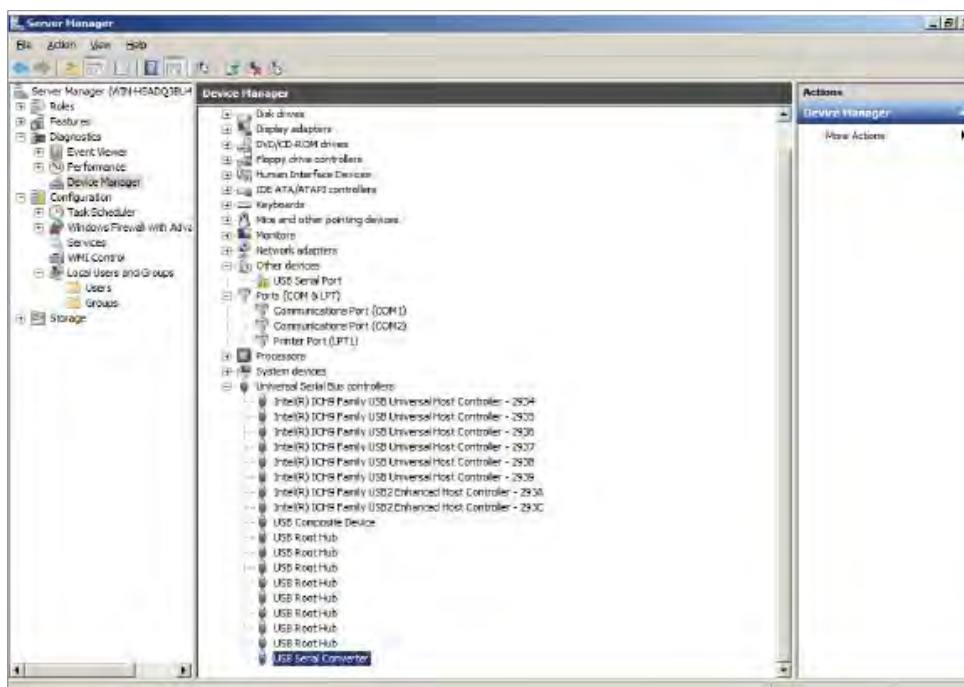 Server Manager
File Action View Help
Server Manager (WIN-HEADQ3BLH
Roles
Features
Diagnostics
Event Viewer
Performance
Device Manager
Configuration
Task Scheduler
Windows Firewall with Adva
Services
WMI Control
Local Users and Groups
Users
Groups
Storage
Device Manager
Disk drives
Display adapters
DVD/CD-ROM drives
Floppy drive controllers
Human Interface Devices
IDE ATA/ATAPI controllers
Keyboards
Mice and other pointing devices
Monitors
Network adapters
Other devices
USB Serial Port
Ports (COM & LPT)
Communications Port (COM1)
Communications Port (COM2)
Printer Port (LPT1)
Processors
System devices
Universal Serial Bus controllers
Intel(R) ICH9 Family USB Universal Host Controller - 2934
Intel(R) ICH9 Family USB Universal Host Controller - 2935
Intel(R) ICH9 Family USB Universal Host Controller - 2936
Intel(R) ICH9 Family USB Universal Host Controller - 2937
Intel(R) ICH9 Family USB Universal Host Controller - 2938
Intel(R) ICH9 Family USB Universal Host Controller - 2939
Intel(R) ICH9 Family USB2 Enhanced Host Controller - 293A
Intel(R) ICH9 Family USB2 Enhanced Host Controller - 293C
USB Composite Device
USB Root Hub
USB Root Hub
USB Root Hub
USB Root Hub
USB Root Hub
USB Root Hub
USB Root Hub
USB Root Hub
USB Serial Converter
Actions
Device Manager
More Actions